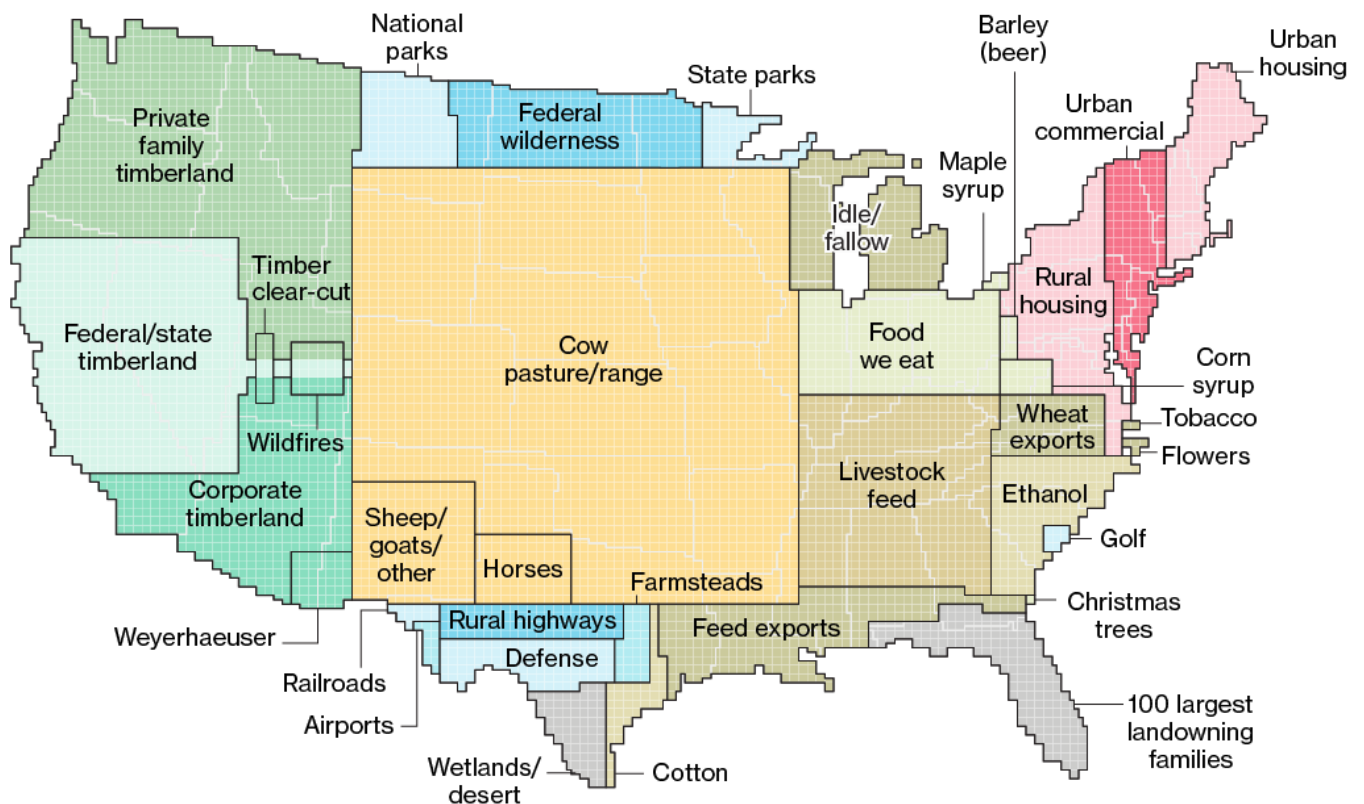 National
parks
State parks
Barley
(beer)
Urban
housing
Urban
commercial
Private
family
timberland
Federal
wilderness
Maple
syrup
Idle/
fallow
Timber
clear-cut
Rural
housing
Federal/state
timberland
Cow
pasture/range
Food
we eat
Corn
syrup
Wildfires
Wheat
exports
Tobacco
Flowers
Livestock
feed
Corporate
timberland
Ethanol
Sheep/
goats/
other
Horses
Golf
Farmsteads
Weyerhaeuser
Rural highways
Feed exports
Christmas
trees
Defense
Railroads
Airports
100 largest
landowning
families
Wetlands/
desert
Cotton